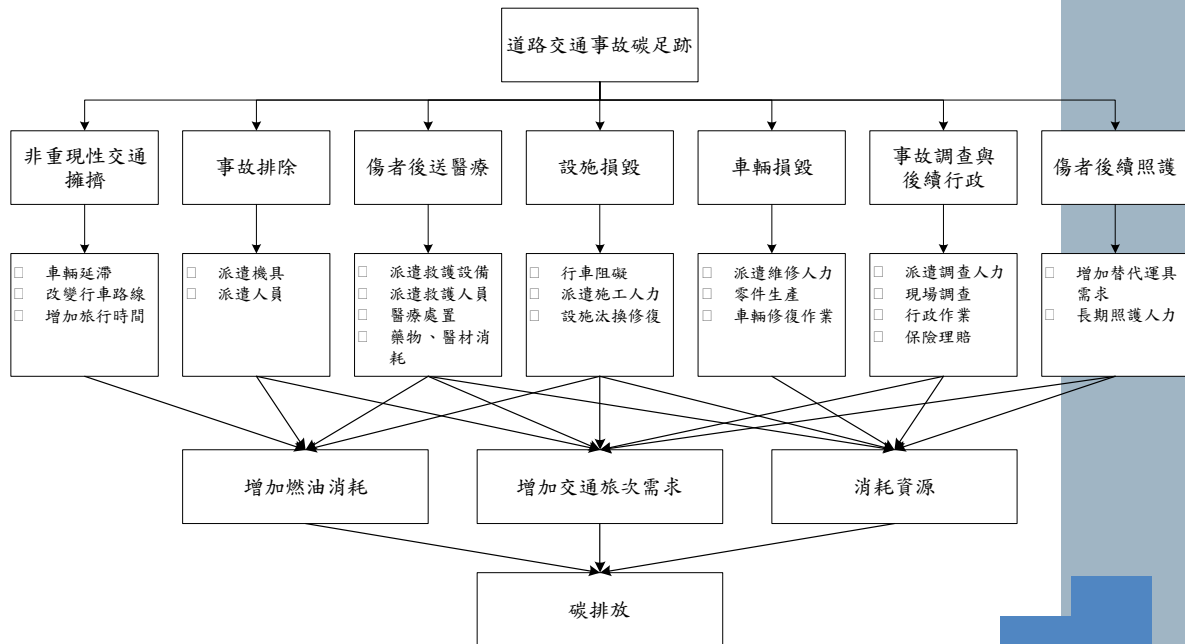 道路交通事故碳足跡
非重現性交通
擁擠
事故排除
傷者後送醫療
設施損毀
車輛損毀
事故調查與
後續行政
傷者後續照護
車輛延滯
改變行車路線
增加旅行時間
派遣機具
派遣人員
派遣救護設備
派遣救護人員
醫療處置
藥物、醫材消
耗
行車阻礙
派遣施工人力
設施汰換修復
派遣維修人力
零件生產
車輛修復作業
派遣調查人力
現場調查
行政作業
保險理賠
增加替代運具
需求
長期照護人力
增加燃油消耗
增加交通旅次需求
消耗資源
碳排放